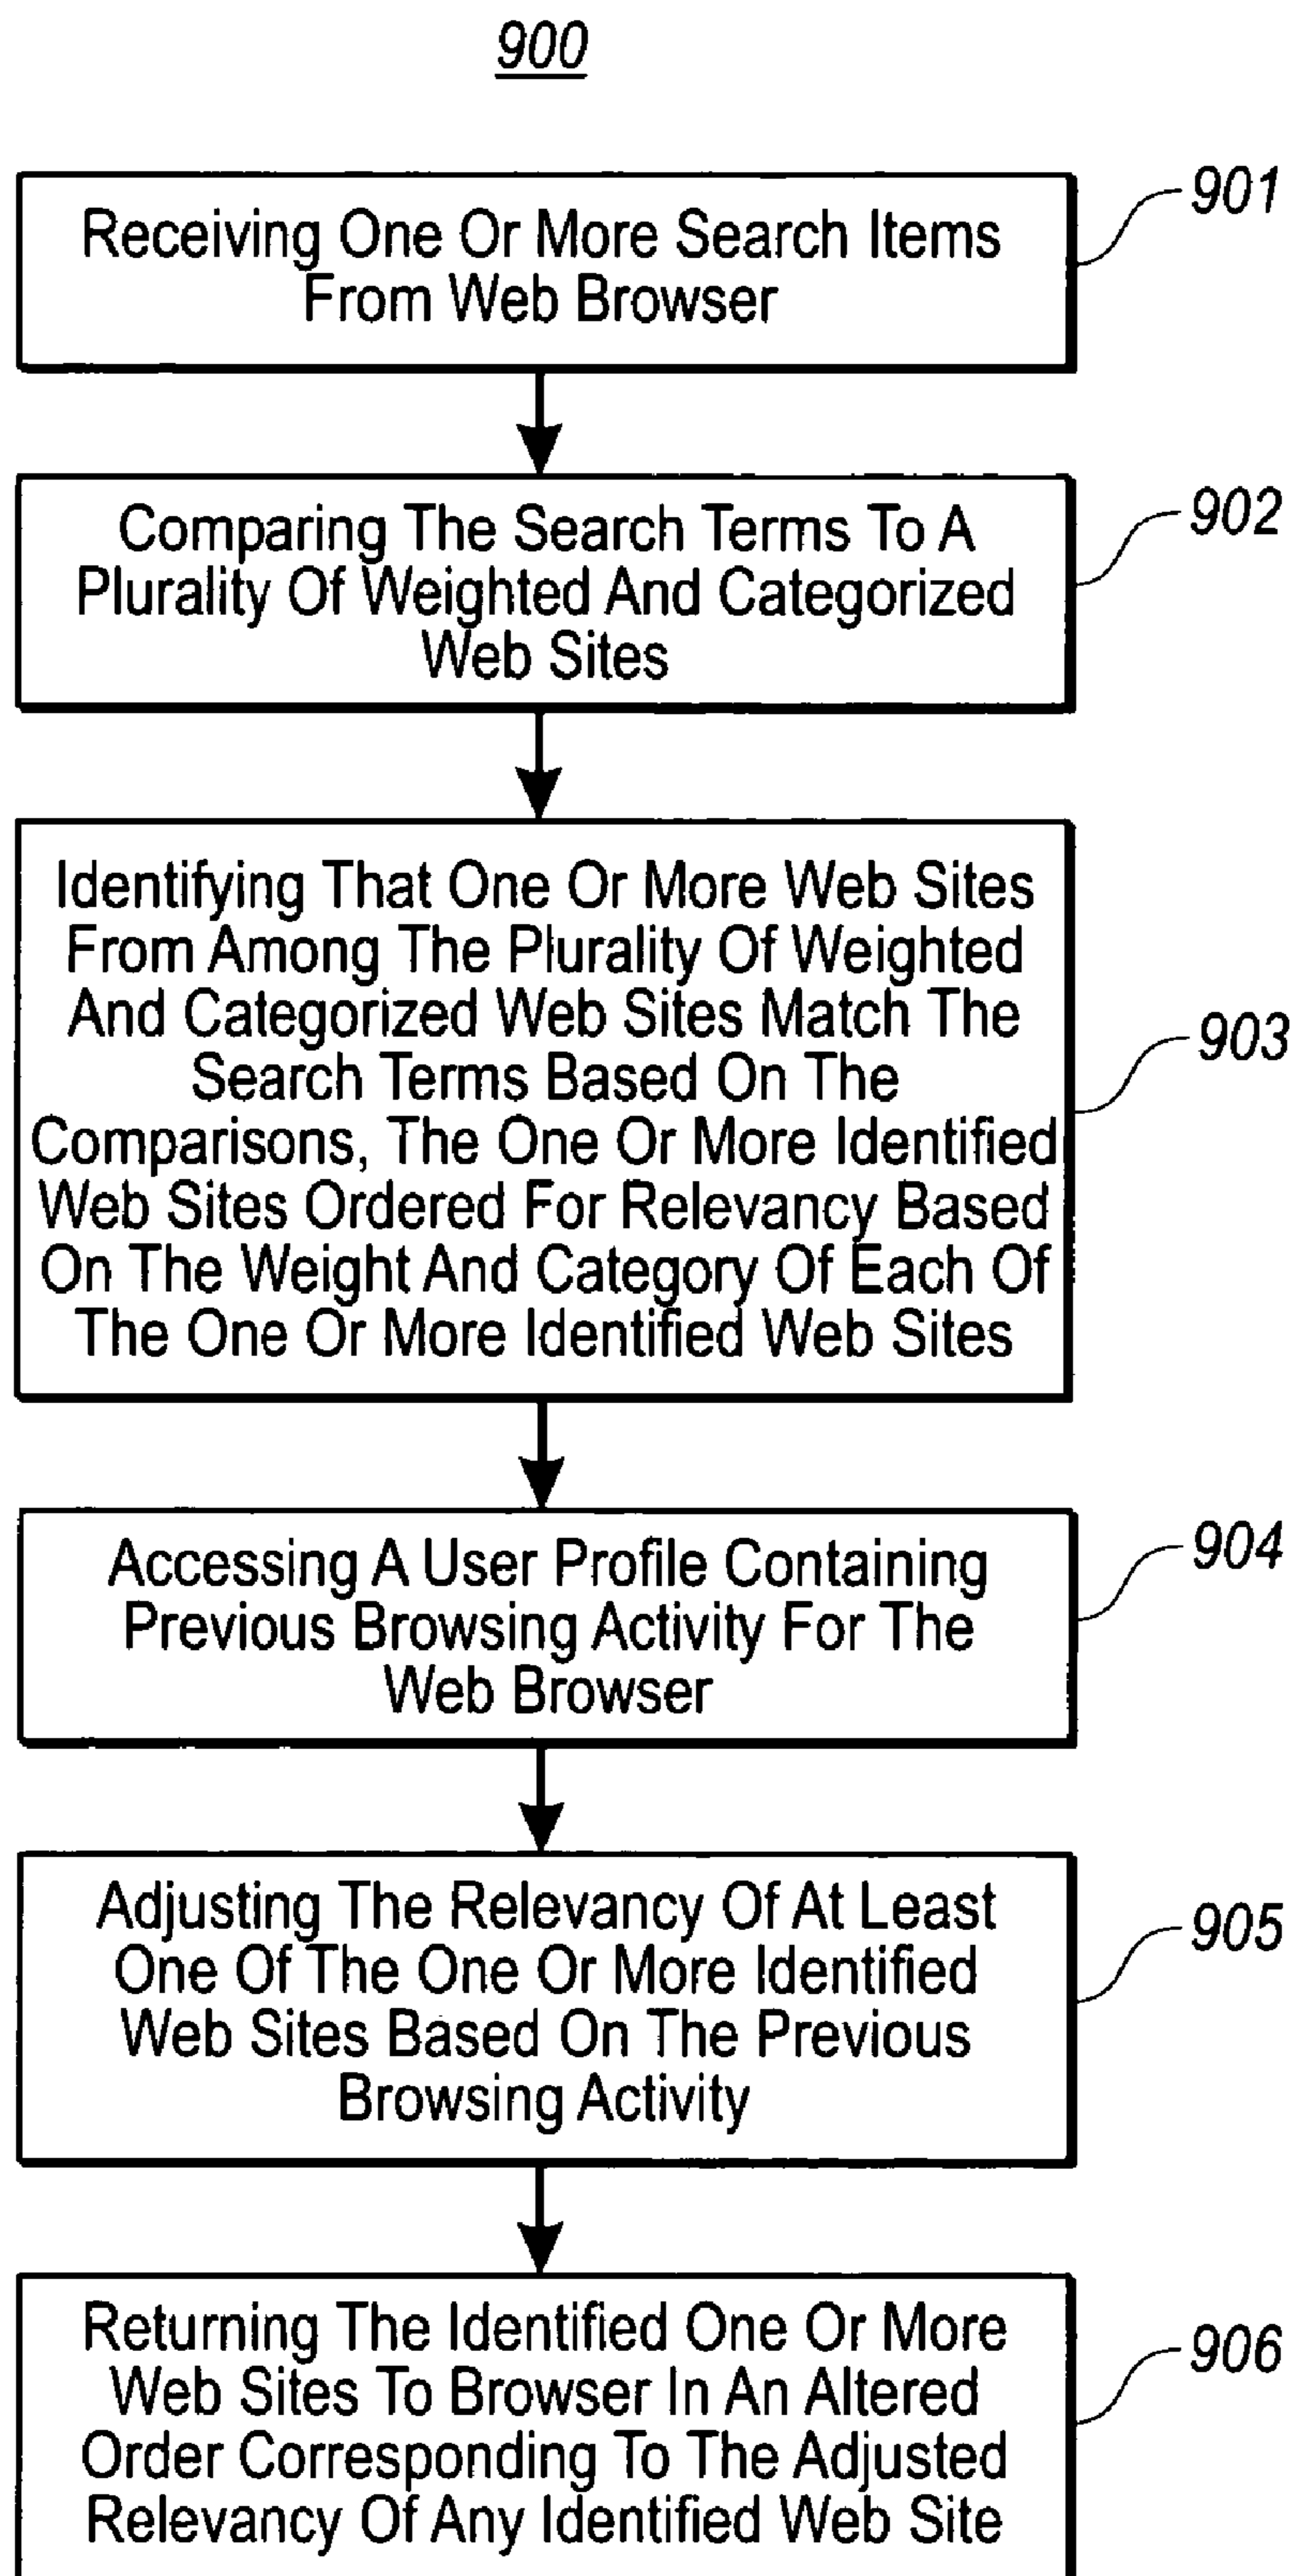 900
Receiving One Or More Search Items
From Web Browser
901
Comparing The Search Terms To A
Plurality Of Weighted And Categorized
Web Sites
902
Identifying That One Or More Web Sites
From Among The Plurality Of Weighted
And Categorized Web Sites Match The
Search Terms Based On The
Comparisons, The One Or More Identified
Web Sites Ordered For Relevancy Based
On The Weight And Category Of Each Of
The One Or More Identified Web Sites
903
Accessing A User Profile Containing
Previous Browsing Activity For The
Web Browser
904
Adjusting The Relevancy Of At Least
One Of The One Or More Identified
Web Sites Based On The Previous
Browsing Activity
905
Returning The Identified One Or More
Web Sites To Browser In An Altered
Order Corresponding To The Adjusted
Relevancy Of Any Identified Web Site
906